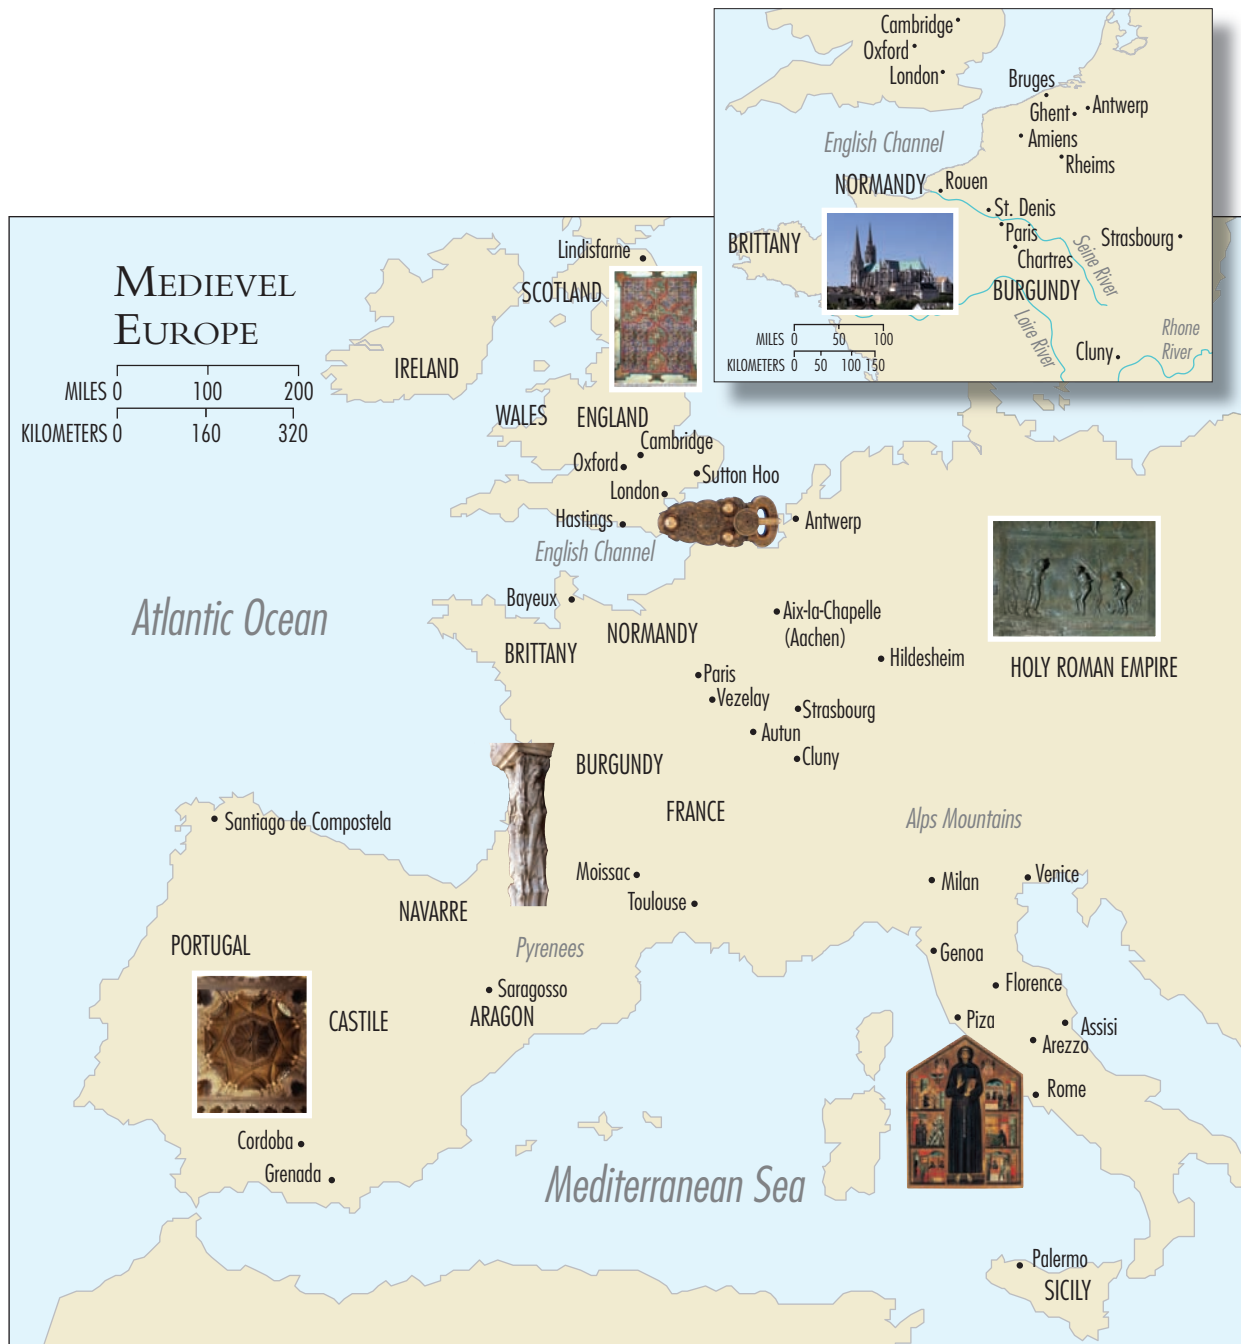 Cambridge
Oxford
London
Bruges
Ghent
Antwerp
Amiens
English Channel
Rheims
NORMANDY
Rouen
St. Denis
Paris
BRITTANY
Strasbourg
Chartres
Seine River
BURGUNDY
Loire River
MILES 0 50 100
KILOMETERS 0 50 100 150
Rhone
River
Cluny
MEDIEVEL
EUROPE
MILES 0 100 200
KILOMETERS 0 160 320
Lindisfarne
SCOTLAND
IRELAND
WALES
ENGLAND
Cambridge
Oxford
Sutton Hoo
London
Hastings
Antwerp
English Channel
Atlantic Ocean
Bayeux
Aix-la-Chapelle
(Aachen)
NORMANDY
BRITTANY
Hildesheim
HOLY ROMAN EMPIRE
Paris
Vezelay
Strasbourg
Autun
Cluny
BURGUNDY
FRANCE
Santiago de Compostela
Alps Mountains
Moissac
Milan
Venice
Toulouse
NAVARRE
PORTUGAL
Pyrenees
Genoa
Saragosso
Florence
ARAGON
CASTILE
Piza
Assisi
Arezzo
Rome
Cordoba
Grenada
Mediterranean Sea
Palermo
SICILY